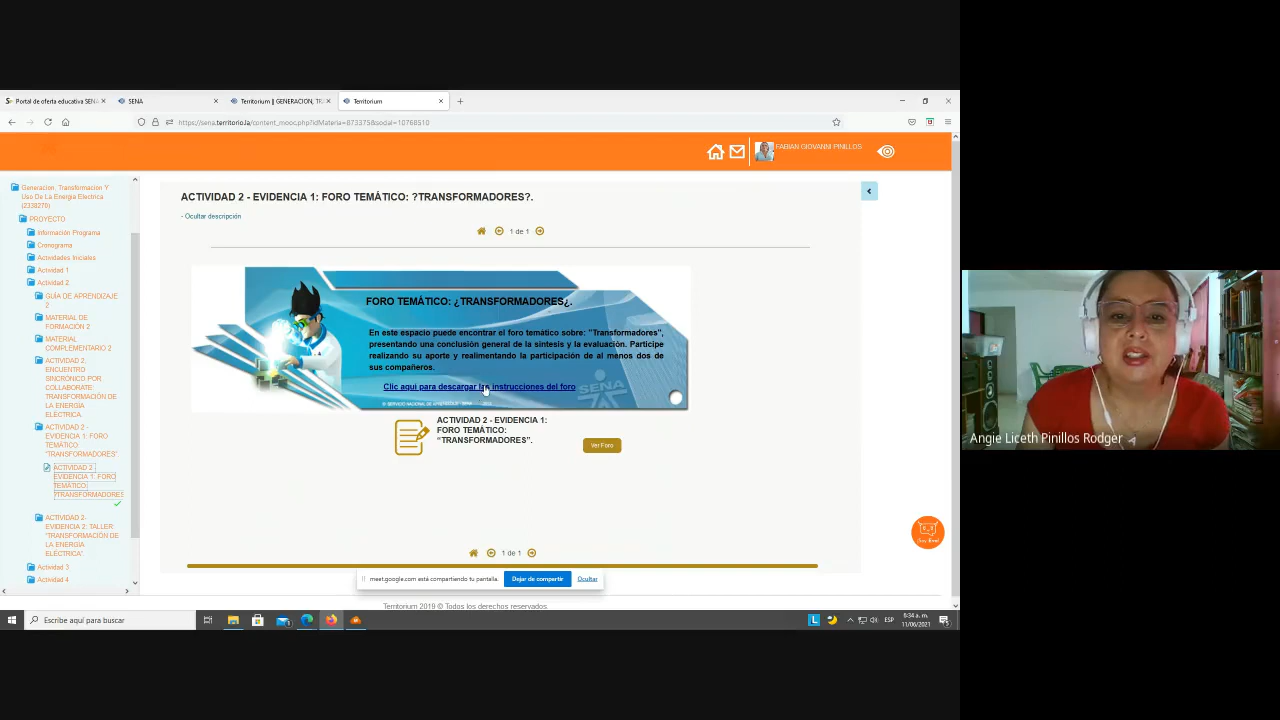 Portal de oferta educativa SENA
SENA
Territorium || GENERACION, TR
Territorium
https://sena.territorio.la/content_mooc.php?idMateria=8733758&sodal=10768510
FABIAN GIOVANNI PINILLOS
Generacion, Transformacion Y
Uso De La Energia Electrica
(2338270)
PROYECTO
Información Programa
Cronograma
Actividades Iniciales
Actividad 1
Actividad 2
GUÍA DE APRENDIZAJE
2
MATERIAL DE
FORMACIÓN 2
MATERIAL
COMPLEMENTARIO 2
ACTIVIDAD 2,
ENCUENTRO
SINCRÓNICO POR
COLLABORATE:
TRANSFORMACIÓN DE
LA ENERGÍA
ELÉCTRICA.
ACTIVIDAD 2 -
EVIDENCIA 1: FORO
TEMÁTICO:
"TRANSFORMADORES".
ACTIVIDAD 2 -
EVIDENCIA 1: FORO
TEMÁTICO:
?TRANSFORMADORES
ACTIVIDAD 2-
EVIDENCIA 2: TALLER
"TRANSFORMACIÓN DE
LA ENERGÍA
ELÉCTRICA"
Actividad 3
Actividad 4
ACTIVIDAD 2 - EVIDENCIA 1: FORO TEMÁTICO: ?TRANSFORMADORES?.
- Ocultar descripción
1 de 1
FORO TEMÁTICO: ¿TRANSFORMADORES¿.
En este espacio puede encontrar el foro temático sobre: "Transformadores",
presentando una conclusión general de la síntesis y la evaluación. Participe
realizando su aporte y realimentando la participación de al menos dos de
sus compañeros.
Clic aquí para descargar las instrucciones del foro
SENA
ACTIVIDAD 2 - EVIDENCIA 1:
FORO TEMÁTICO:
"TRANSFORMADORES".
Ver Foro
1 de 1
meet.google.com está compartiendo tu pantalla.
Dejar de compartir
Ocultar
Territorium 2019 © Todos los derechos reservados.
Angie Liceth Pinillos Rodger
Escribe aquí para buscar
L
ESP
8:34 a. m.
11/06/2021